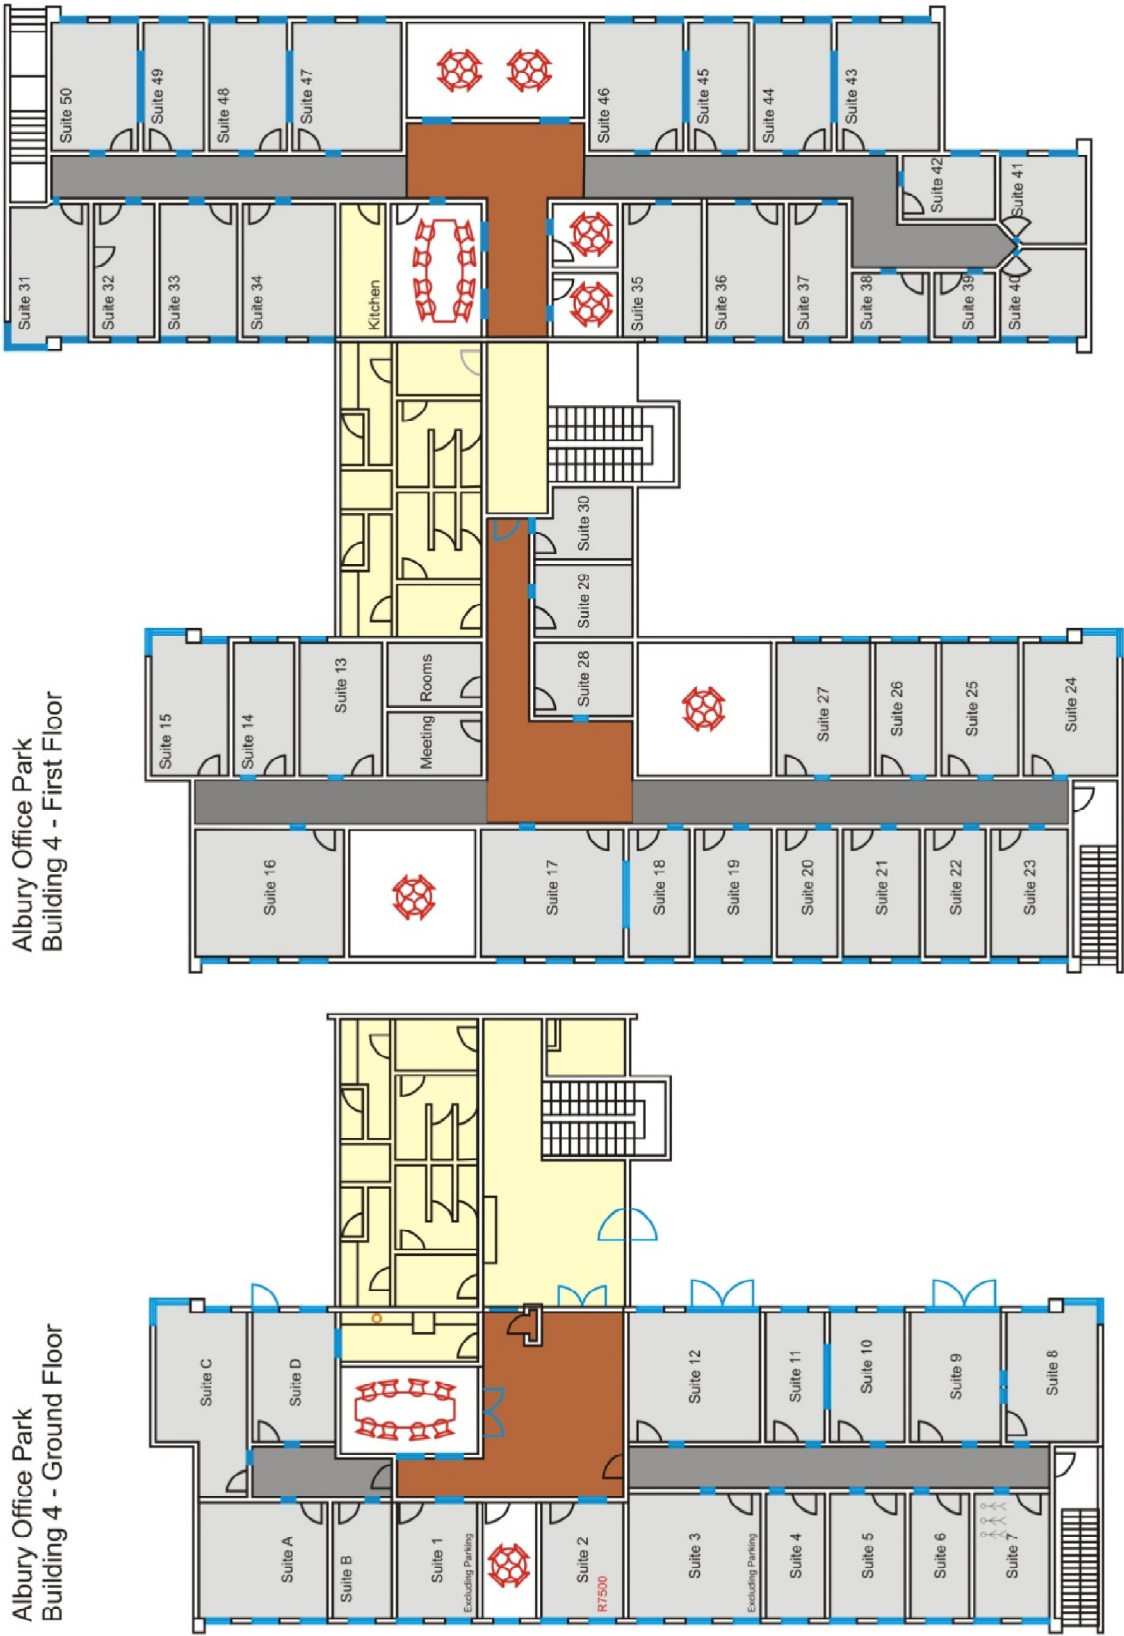 Albury Office Park
Building 4 - First Floor
Suite 50
Suite 49
Suite 48
Suite 47
Suite 46
Suite 45
Suite 44
Suite 43
Suite 42
Suite 41
Suite 31
Suite 32
Suite 33
Suite 34
Kitchen
Suite 35
Suite 36
Suite 37
Suite 38
Suite 39
Suite 40
Suite 30
Suite 29
Suite 28
Suite 15
Suite 14
Suite 13
Meeting Rooms
Suite 27
Suite 26
Suite 25
Suite 24
Suite 16
Suite 17
Suite 18
Suite 19
Suite 20
Suite 21
Suite 22
Suite 23
Albury Office Park
Building 4 - Ground Floor
Suite C
Suite D
Suite 12
Suite 11
Suite 10
Suite 9
Suite 8
Suite A
Suite B
Suite 1
Excluding Parking
Suite 2
R7500
Suite 3
Excluding Parking
Suite 4
Suite 5
Suite 6
Suite 7